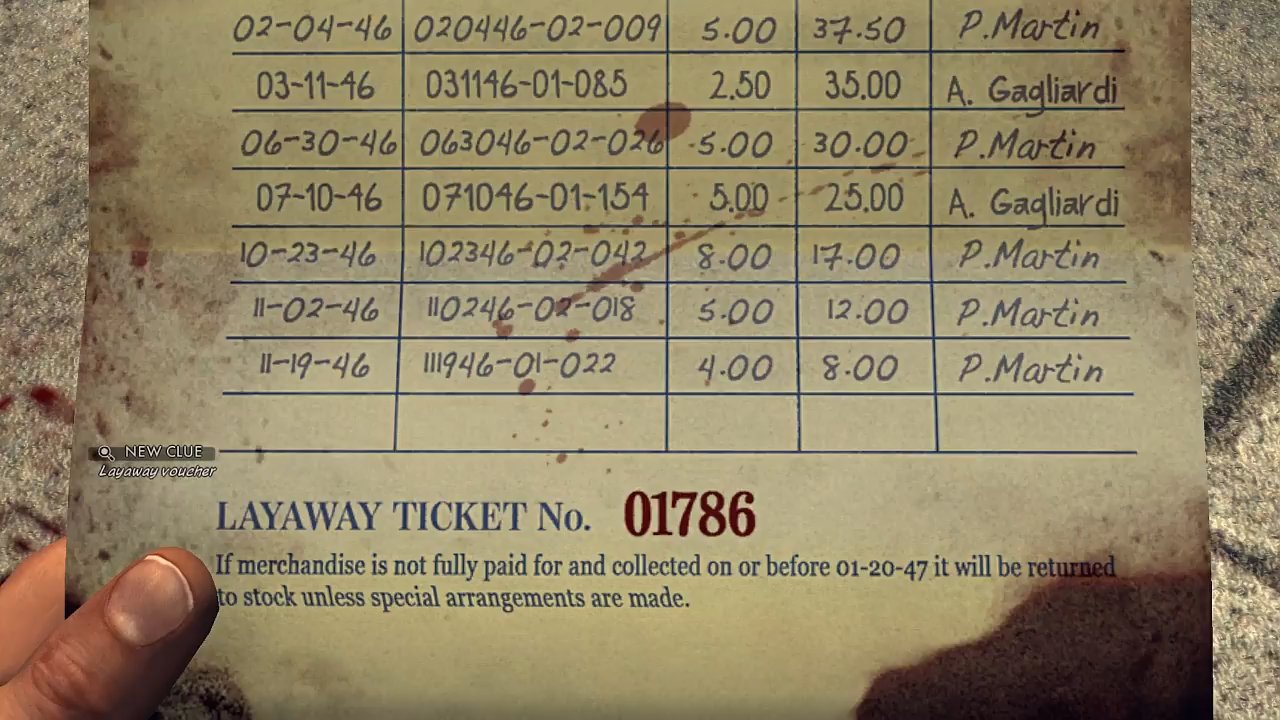 02-04-46 020446-02-009 5.00 37.50 P.Martin
03-11-46 031146-01-085 2.50 35.00 A. Gagliardi
06-30-46 063046-02-026 5.00 30.00 P.Martin
07-10-46 071046-01-154 5.00 25.00 A. Gagliardi
10-23-46 102346-02-042 8.00 17.00 P.Martin
11-02-46 110246-02-018 5.00 12.00 P.Martin
11-19-46 111946-01-022 4.00 8.00 P.Martin
NEW CLUE
Layaway voucher
LAYAWAY TICKET No. 01786
If merchandise is not fully paid for and collected on or before 01-20-47 it will be returned
to stock unless special arrangements are made.